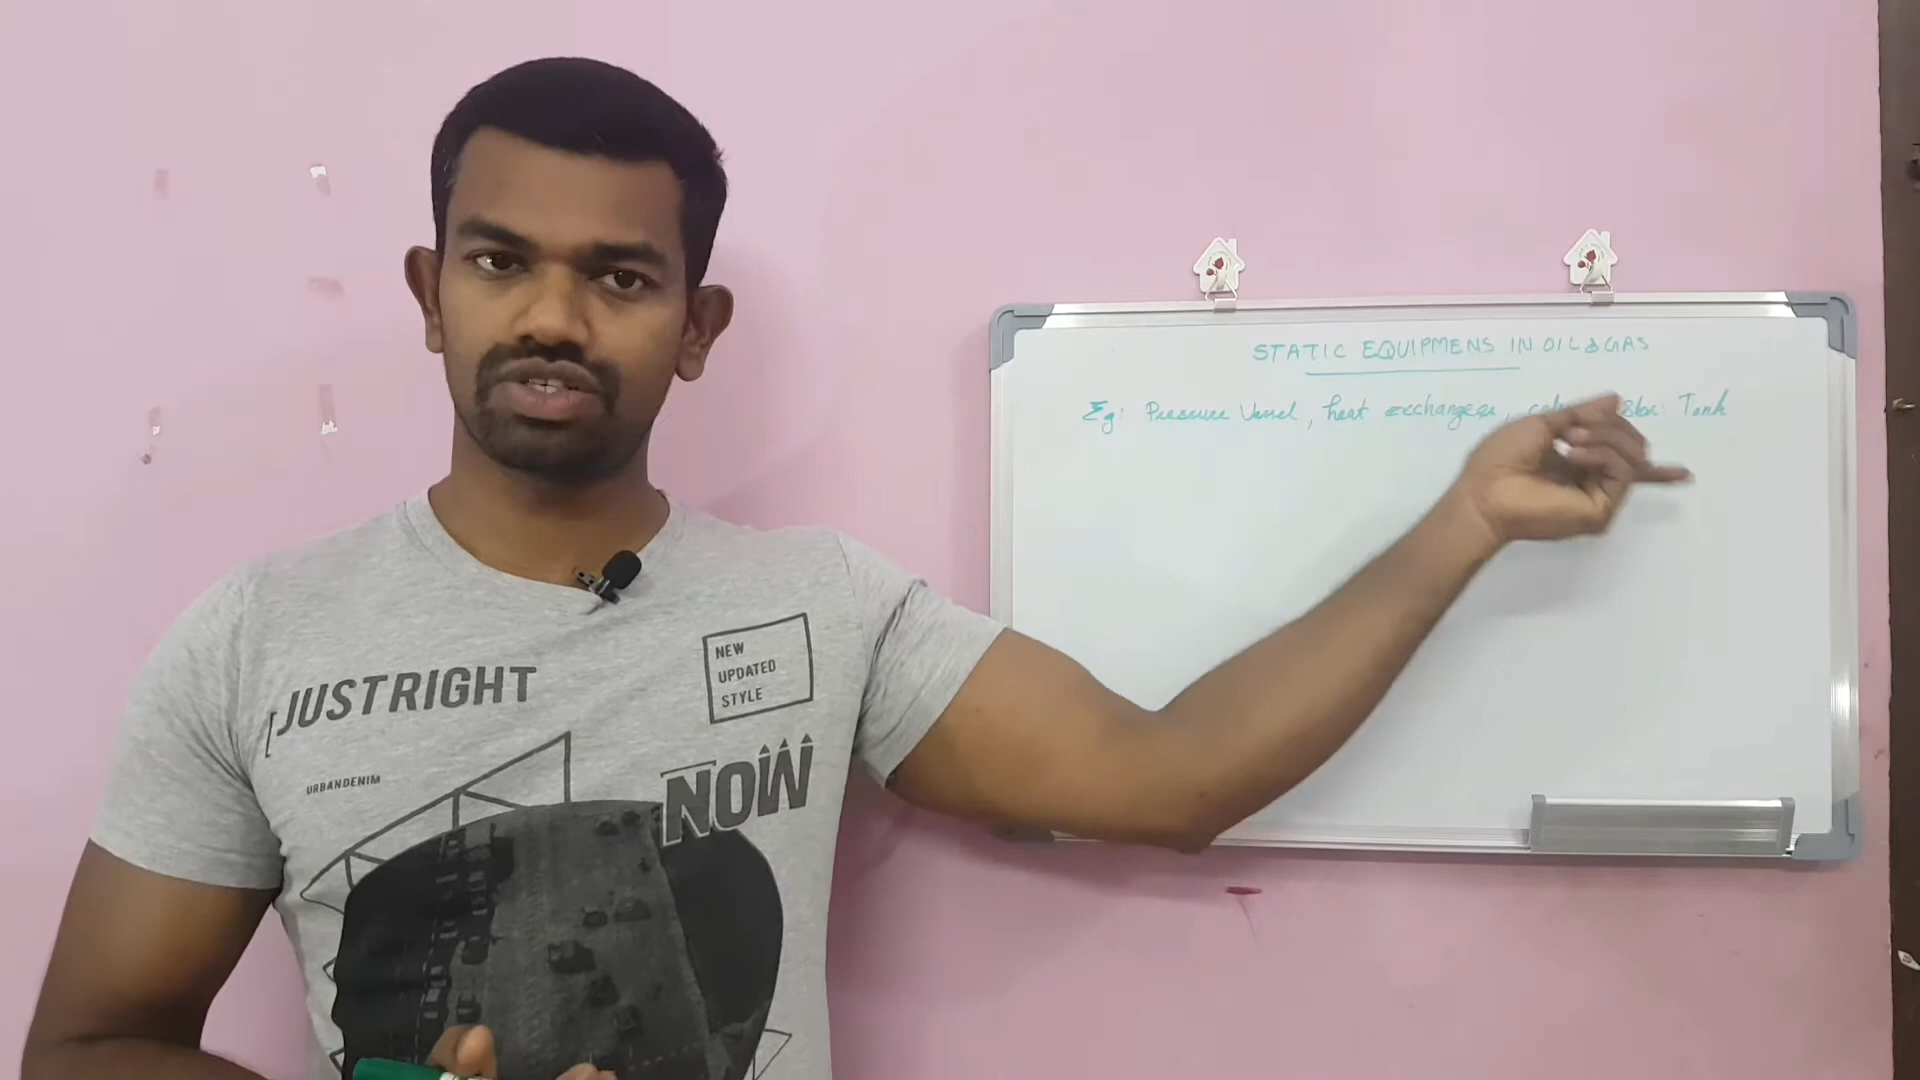 STATIC EQUIPMENS IN OIL & GAS
Eg: Pressure Vessel, heat exchanger, Tank
JUSTRIGHT
NEW
UPDATED
STYLE
URBANDENIM
NOW